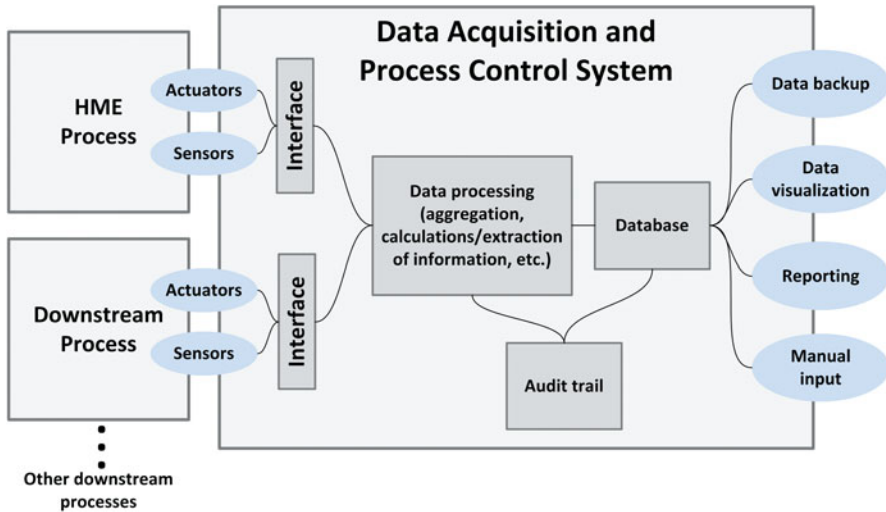 Data Acquisition and
Process Control System
HME
Process
Actuators
Sensors
Interface
Downstream
Process
Actuators
Sensors
Interface
Other downstream
processes
Data processing
(aggregation,
calculations/extraction
of information, etc.)
Database
Audit trail
Data backup
Data
visualization
Reporting
Manual
input